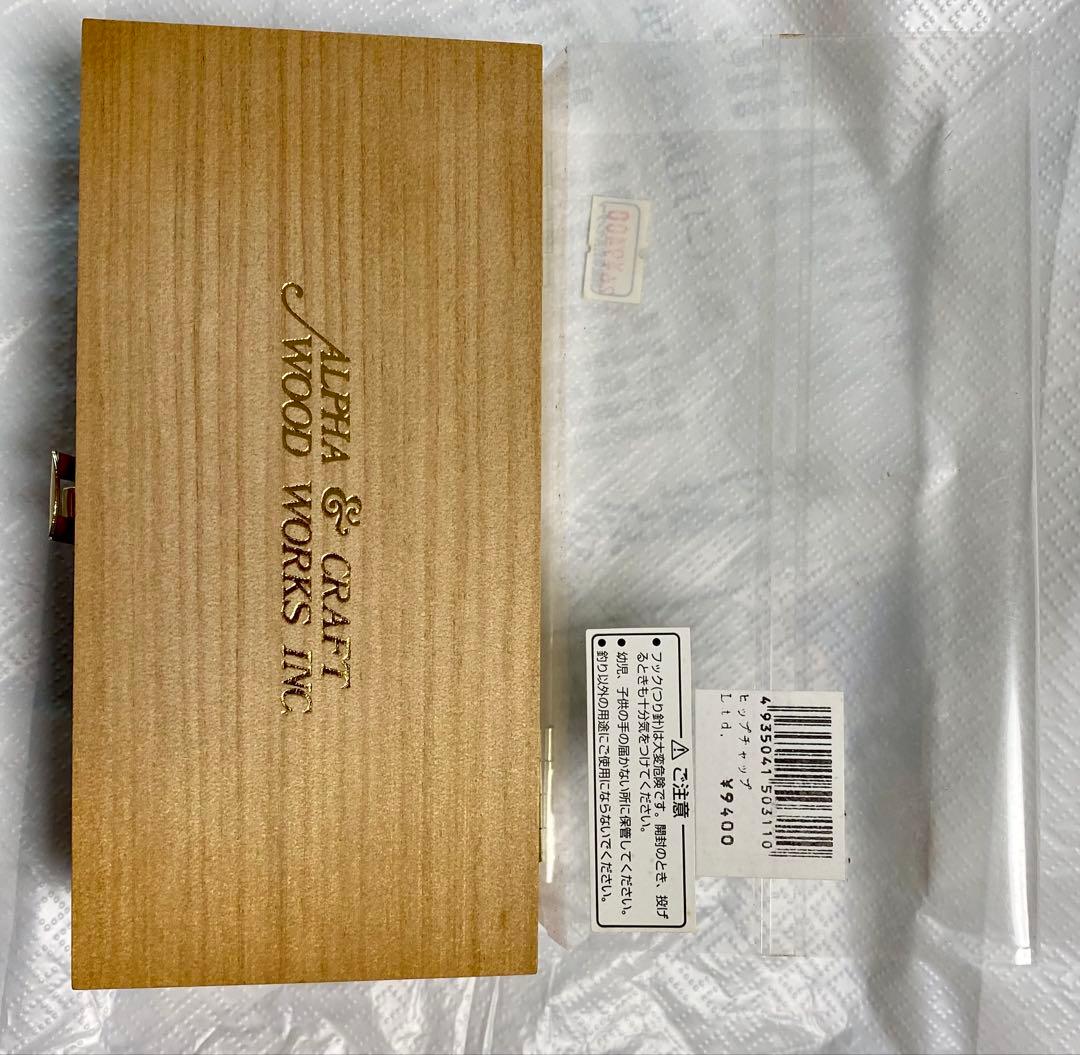 ALPHA & CRAFT
WOOD WORKS INC
4935041503110
ヒップチャップ
Ltd.
¥9400
⚠ご注意
●フック(つり針)は大変危険です。開封のとき、投げ
るときも十分気をつけてください。
●幼児、子供の手の届かない所に保管してください。
●釣り以外の用途にご使用にならないでください。